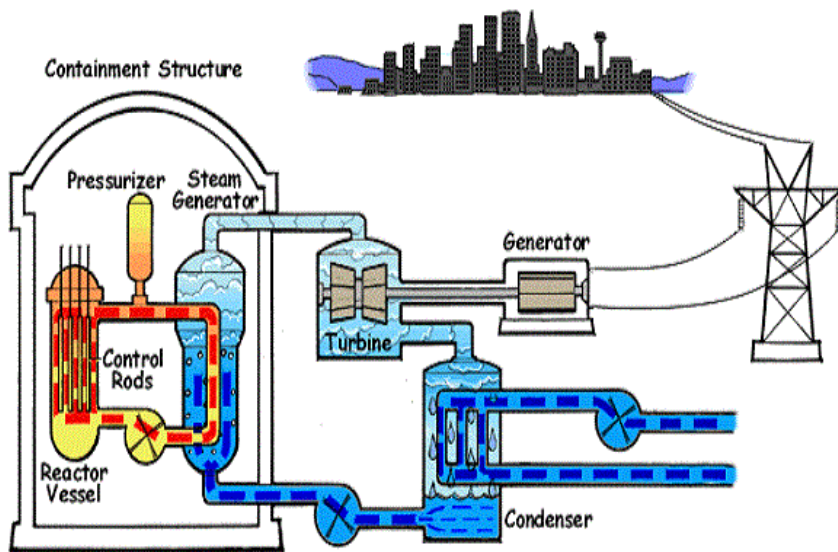 Containment Structure
Pressurizer
Steam
Generator
Generator
Turbine
Control
Rods
Reactor
Vessel
Condenser